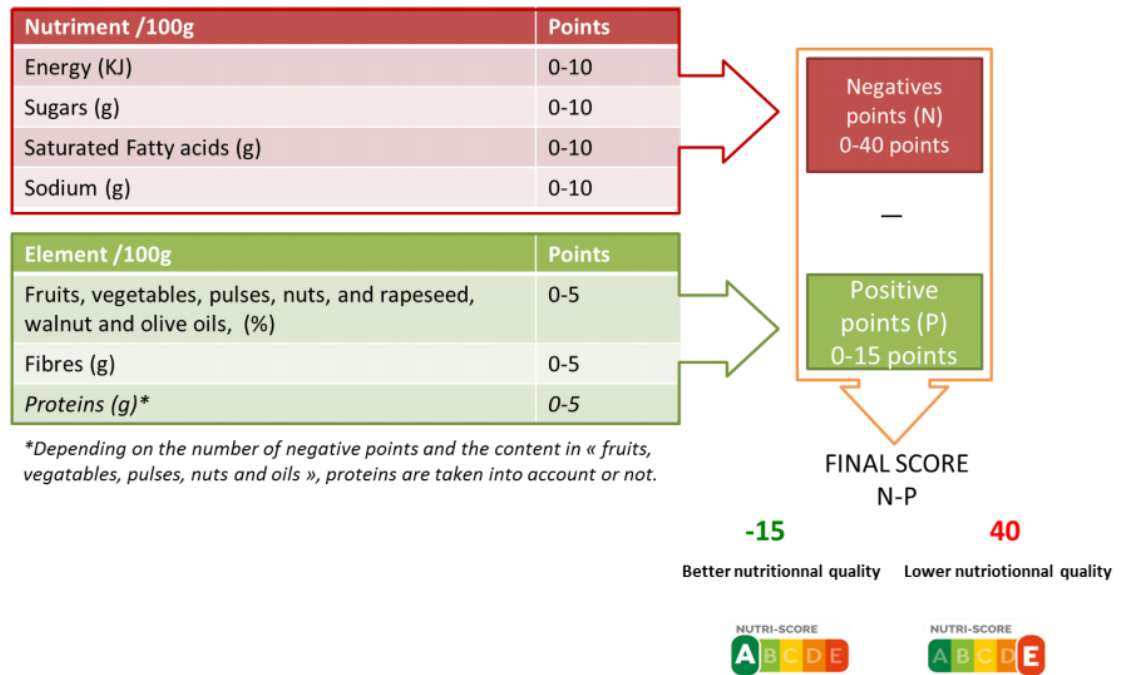 Nutriment /100g Points
Energy (KJ) 0-10
Sugars (g) 0-10
Saturated Fatty acids (g) 0-10
Sodium (g) 0-10
Negatives
points (N)
0-40 points
—
Element /100g Points
Fruits, vegetables, pulses, nuts, and rapeseed, 0-5
walnut and olive oils, (%)
Fibres (g) 0-5
Proteins (g)* 0-5
Positive
points (P)
0-15 points
*Depending on the number of negative points and the content in « fruits,
vegatables, pulses, nuts and oils », proteins are taken into account or not.
FINAL SCORE
N-P
-15 40
Better nutritionnal quality Lower nutriotionnal quality
NUTRI-SCORE NUTRI-SCORE
A B C D E A B C D E